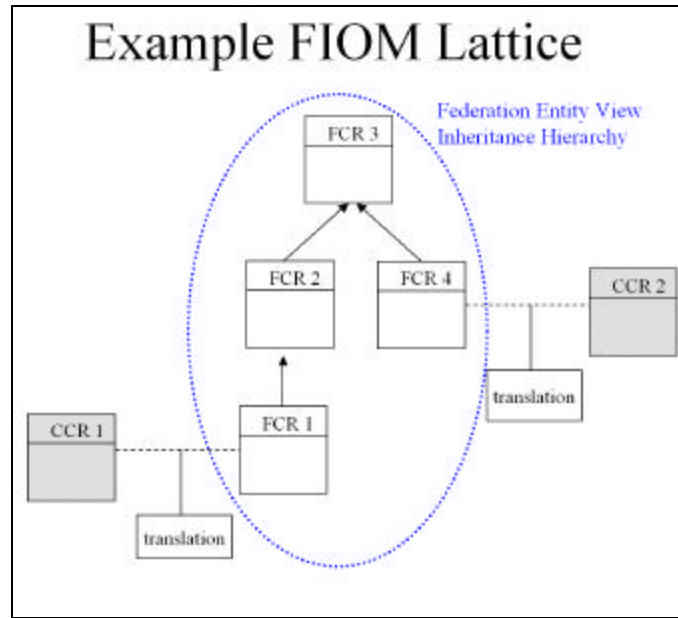 Example FIOM Lattice
Federation Entity View
Inheritance Hierarchy
FCR 3
FCR 2
FCR 4
CCR 2
translation
FCR 1
CCR 1
translation